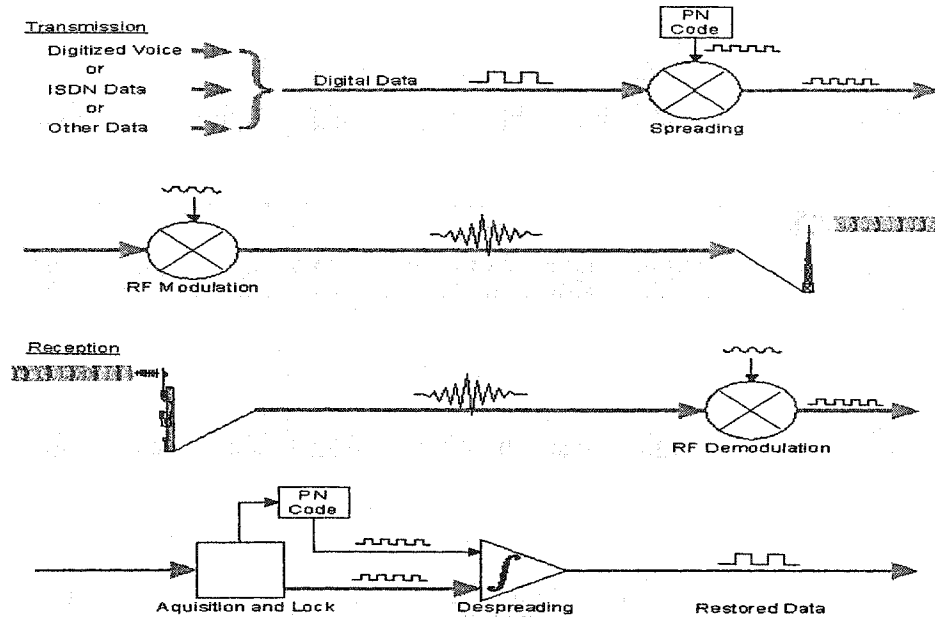 Transmission
Digitized Voice
or
ISDN Data
or
Other Data
Digital Data
PN
Code
Spreading
RF Modulation
Reception
RF Demodulation
PN
Code
Aquisition and Lock
Despreading
Restored Data